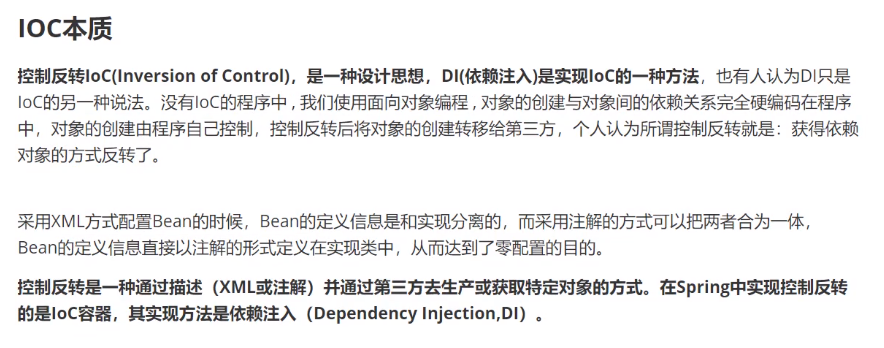 IOC本质
控制反转IoC(Inversion of Control)，是一种设计思想，DI(依赖注入)是实现IoC的一种方法，也有人认为DI只是
IoC的另一种说法。没有IoC的程序中 , 我们使用面向对象编程 , 对象的创建与对象间的依赖关系完全硬编码在程序
中，对象的创建由程序自己控制，控制反转后将对象的创建转移给第三方，个人认为所谓控制反转就是：获得依赖
对象的方式反转了。
采用XML方式配置Bean的时候，Bean的定义信息是和实现分离的，而采用注解的方式可以把两者合为一体，
Bean的定义信息直接以注解的形式定义在实现类中，从而达到了零配置的目的。
控制反转是一种通过描述（XML或注解）并通过第三方去生产或获取特定对象的方式。在Spring中实现控制反转
的是IoC容器，其实现方法是依赖注入（Dependency Injection,DI）。